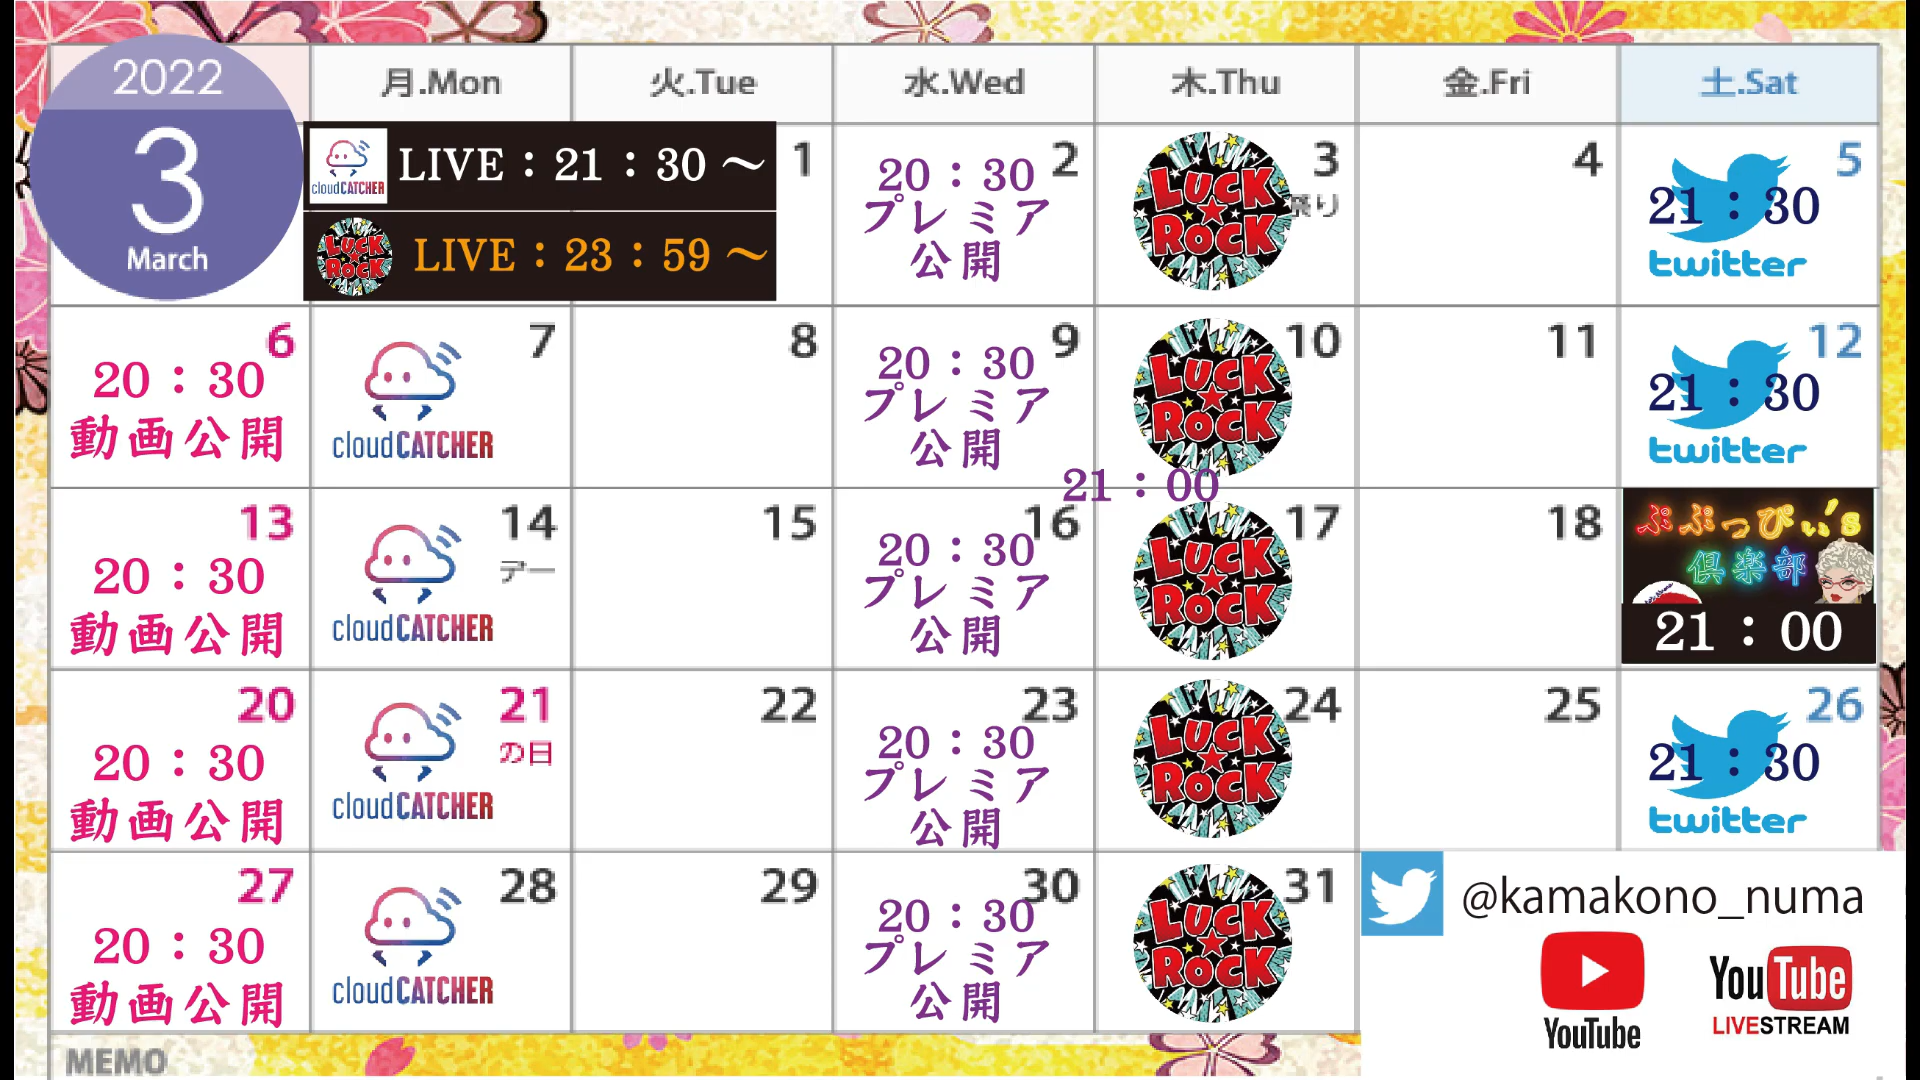 2022
3
March
月.Mon
火.Tue
水.Wed
木.Thu
金.Fri
土.Sat
cloudCATCHER
LIVE：21：30～
LUCK★ROCK
LIVE：23：59～
1
2
20：30
プレミア
公開
3
LUCK
ROCK
4
5
21：30
twitter
6
20：30
動画公開
7
cloudCATCHER
8
9
20：30
プレミア
公開
10
LUCK
ROCK
11
12
21：30
twitter
13
20：30
動画公開
14
デー
cloudCATCHER
15
16
20：30
プレミア
公開
21：00
17
LUCK
ROCK
18
ぷぷっぴぃ's
倶楽部
21：00
20
20：30
動画公開
21
の日
cloudCATCHER
22
23
20：30
プレミア
公開
24
LUCK
ROCK
25
26
21：30
twitter
27
20：30
動画公開
28
cloudCATCHER
29
30
20：30
プレミア
公開
31
LUCK
ROCK
@kamakono_numa
YouTube
YouTube
LIVESTREAM
MEMO